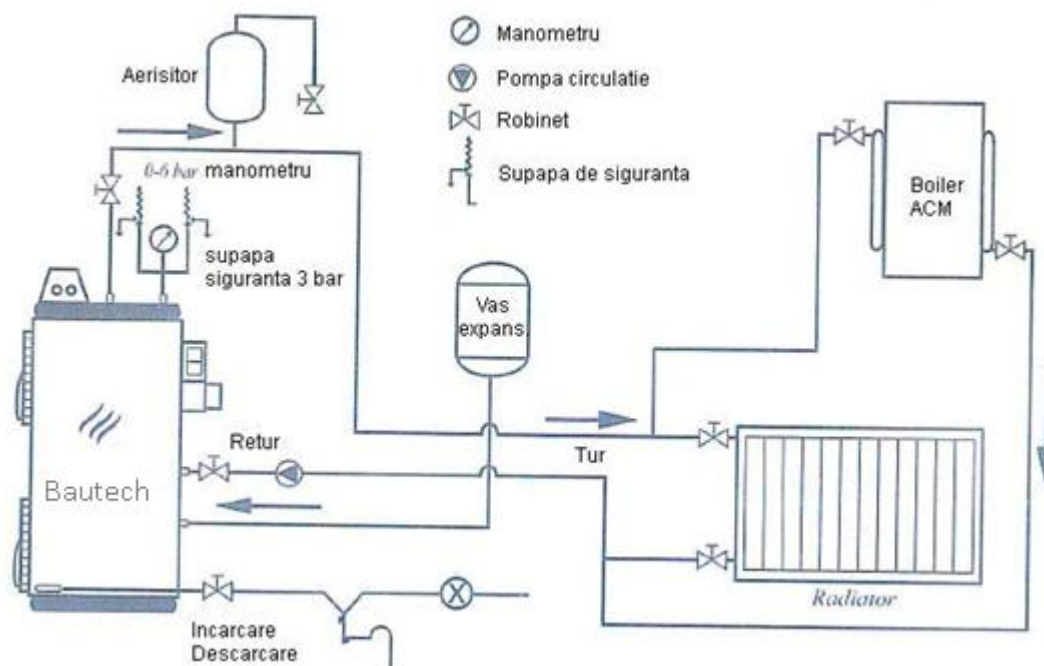 Aerisitor
Manometru
Pompa circulatie
Robinet
Supapa de siguranta
0-6 bar manometru
supapa
siguranta 3 bar
Boiler
ACM
Vas
expans.
Retur
Tur
Bautech
Radiator
X
Incarcare
Descarcare